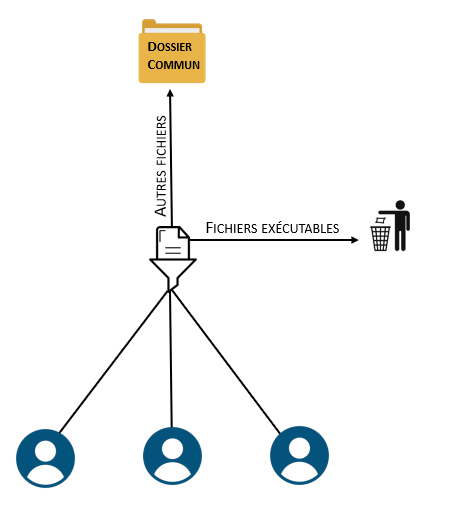 DOSSIER
COMMUN
AUTRES FICHIERS
FICHIERS EXÉCUTABLES